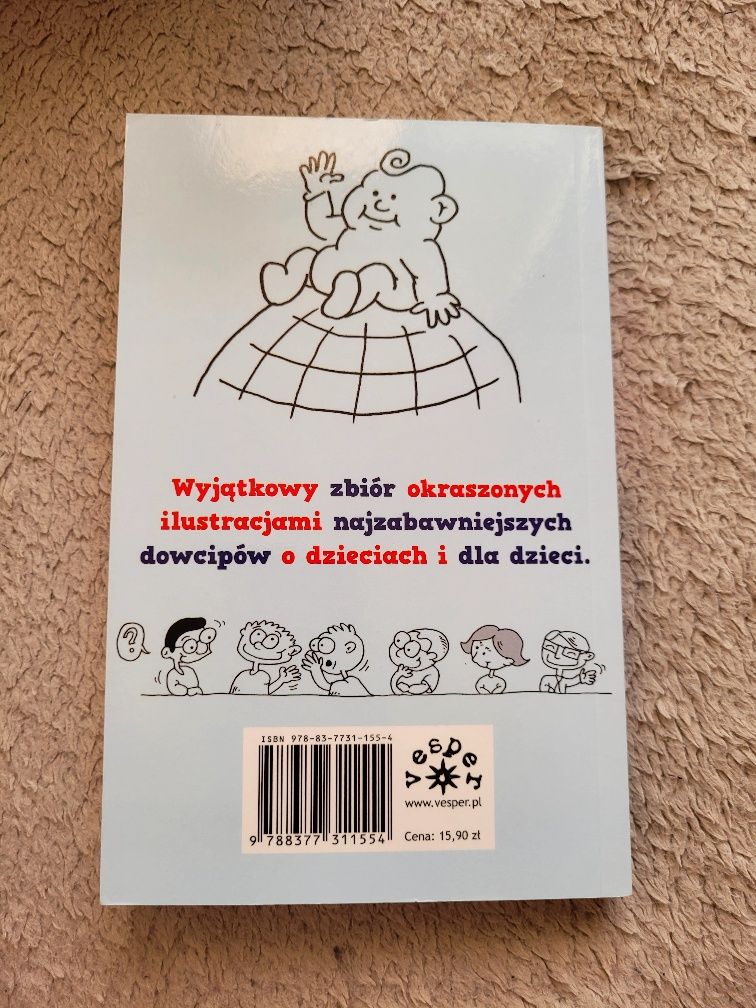 Wyjątkowy zbiór okraszonych
ilustracjami najzabawniejszych
dowcipów o dzieciach i dla dzieci.
?
ISBN 978-83-7731-155-4
9 788377 311554
vesper
www.vesper.pl
Cena: 15,90 zł